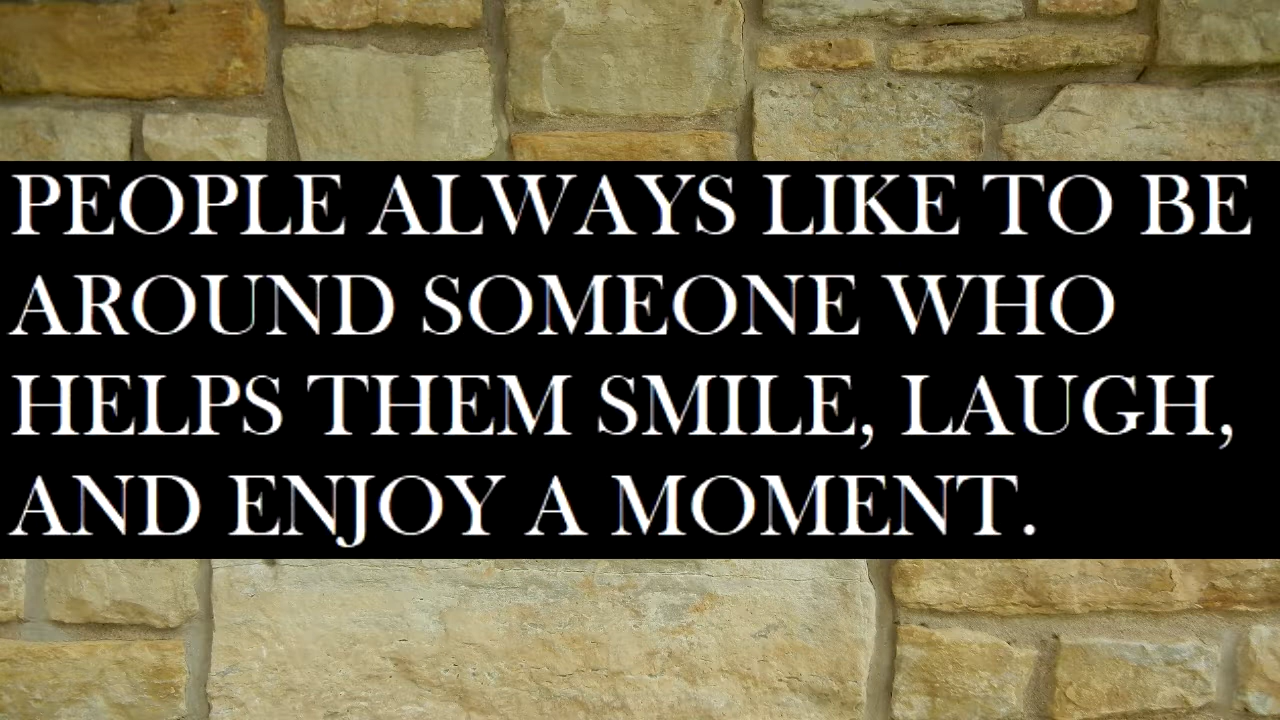 PEOPLE ALWAYS LIKE TO BE
AROUND SOMEONE WHO
HELPS THEM SMILE, LAUGH,
AND ENJOY A MOMENT.